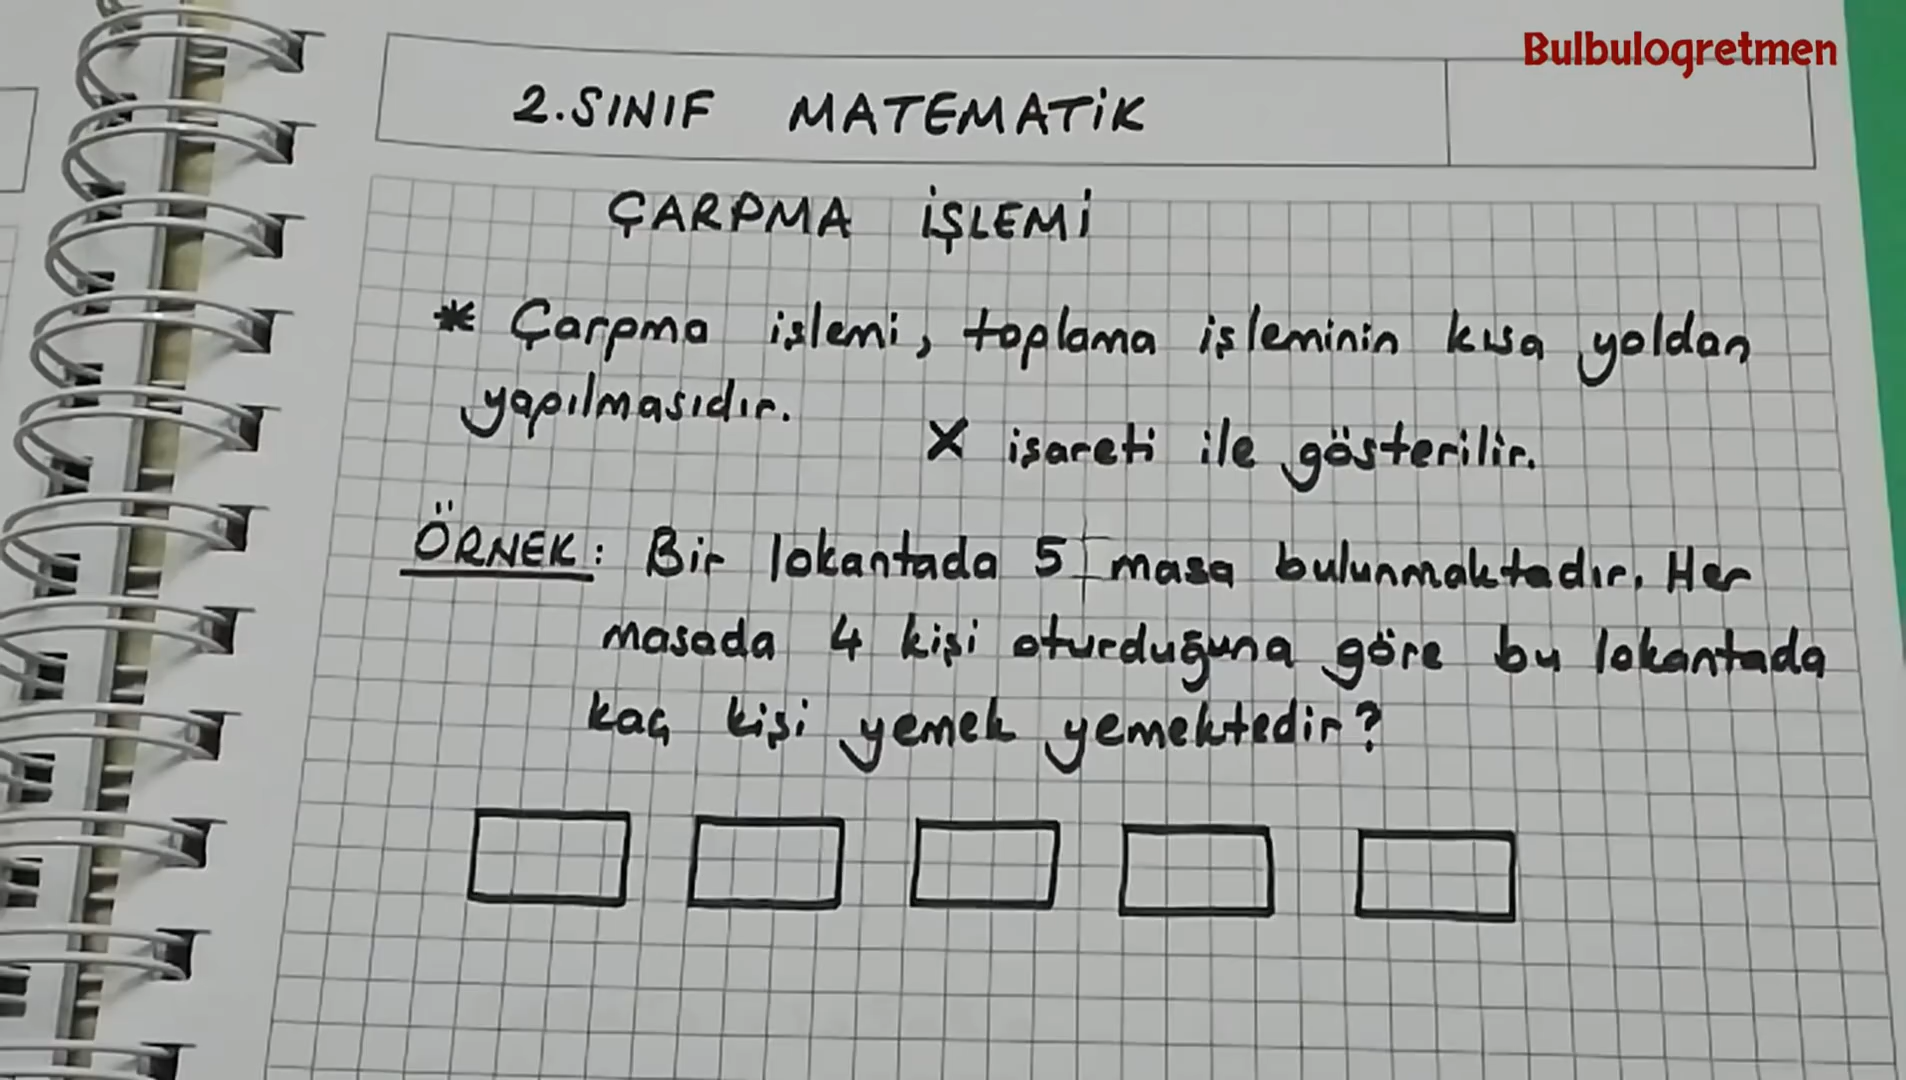 Bulbulogretmen
2.SINIF MATEMATİK
ÇARPMA İŞLEMİ
* Çarpma işlemi, toplama işleminin kısa yoldan
yapılmasıdır.
X işareti ile gösterilir.
ÖRNEK: Bir lokantada 5 masa bulunmaktadır. Her
masada 4 kişi oturduğuna göre bu lokantada
kaç kişi yemek yemektedir?